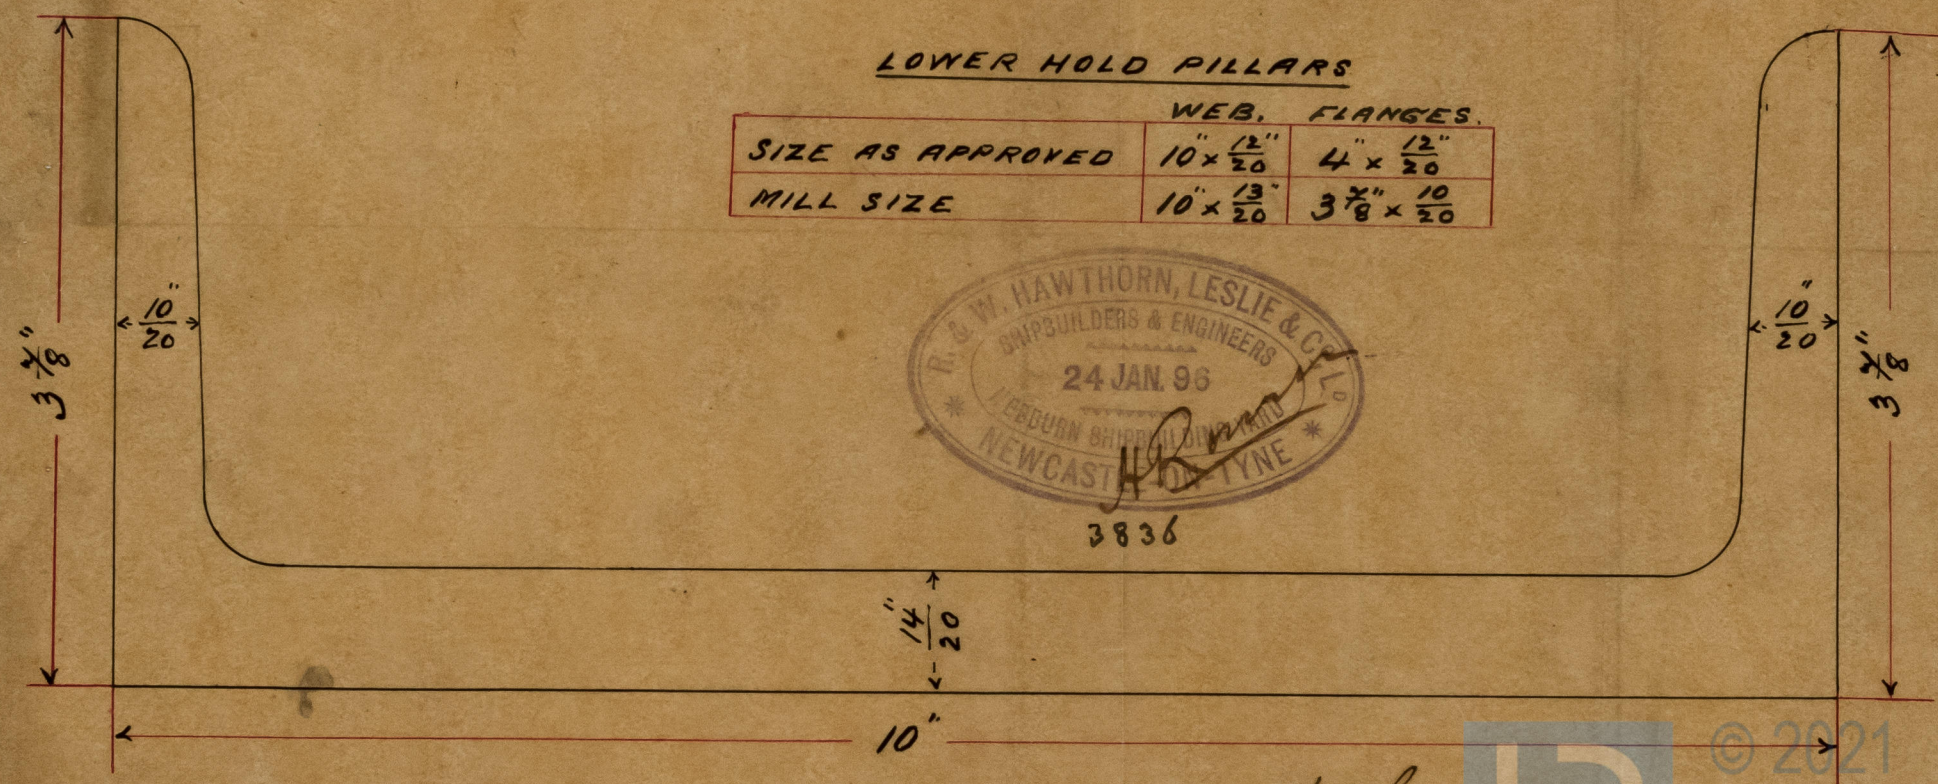 LOWER HOLD PILLARS
WEB. FLANGES.
SIZE AS APPROVED 10" x 12/20" 4" x 12/20"
MILL SIZE 10" x 13/20" 3 7/8" x 10/20
3 7/8"
10/20"
10/20"
3 7/8"
R. & W. HAWTHORN, LESLIE & CO. LD
SHIPBUILDERS & ENGINEERS
24 JAN. 96
HEBBURN SHIPBUILDING YARD
NEWCASTLE-ON-TYNE
3836
14/20"
10"
© 2021